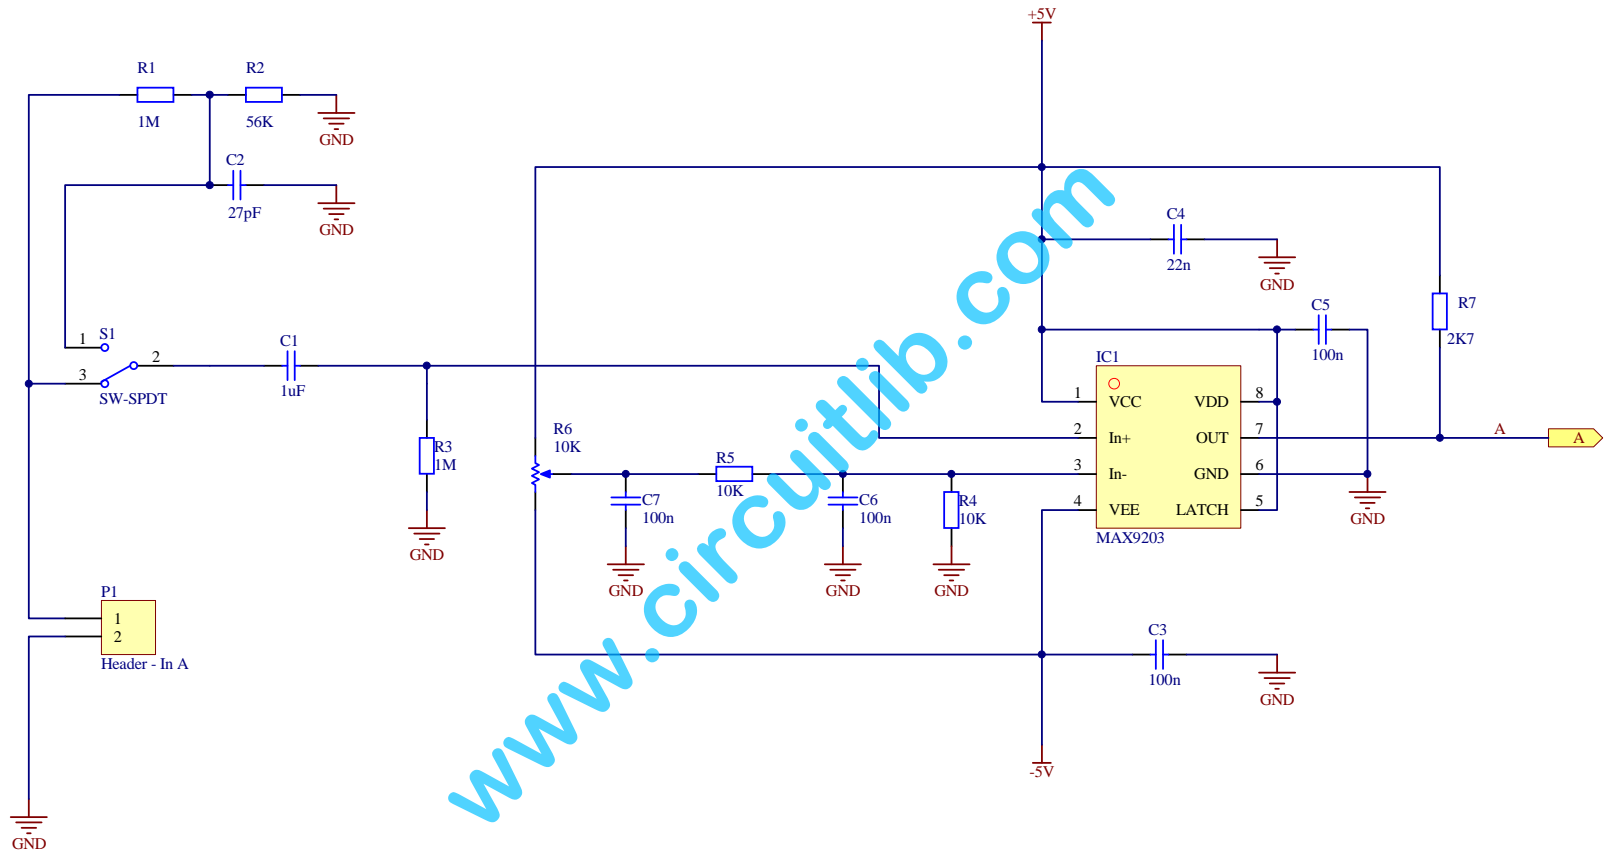 +5V
R1
R2
1M
56K
GND
C2
27pF
GND
C4
22n
GND
C5
100n
R7
2K7
S1
1
2
3
SW-SPDT
C1
1uF
IC1
1 VCC VDD 8
2 In+ OUT 7
3 In- GND 6
4 VEE LATCH 5
MAX9203
A
A
GND
R3
1M
GND
R6
10K
R5
10K
C7
100n
GND
C6
100n
GND
R4
10K
GND
P1
1
2
Header - In A
GND
C3
100n
GND
-5V
www.circuitlib.com